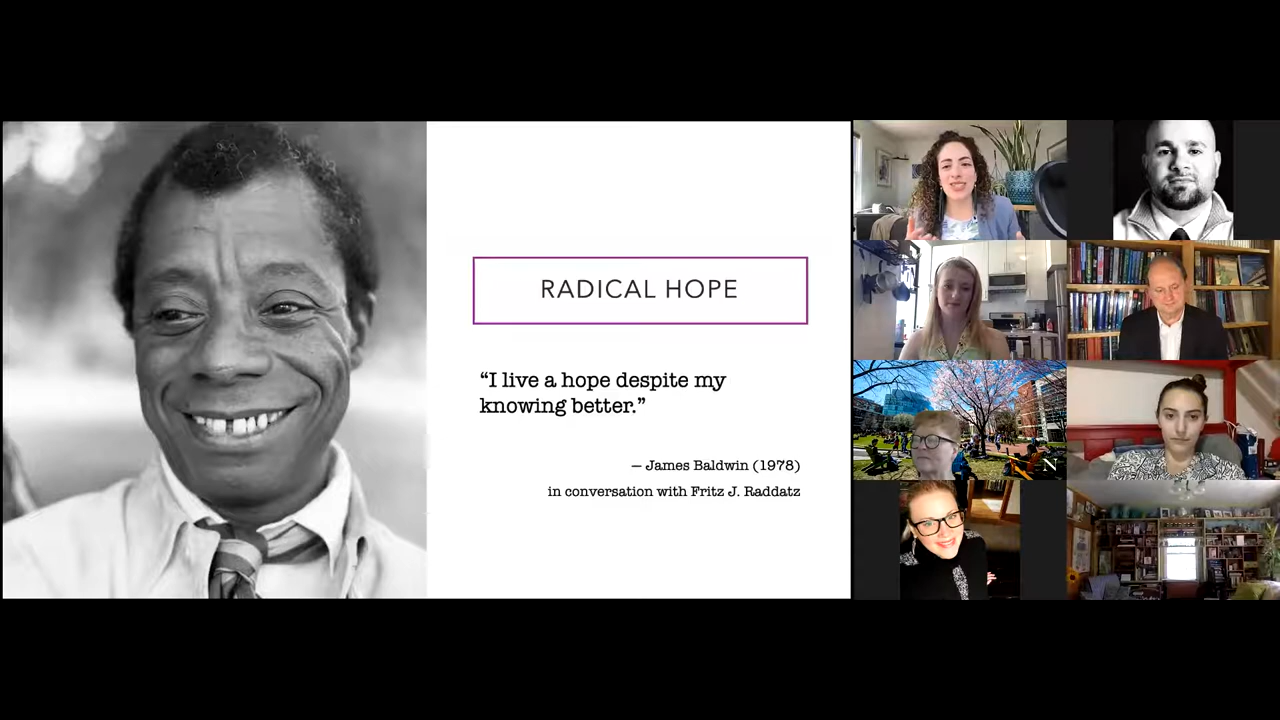 RADICAL HOPE
“I live a hope despite my
knowing better.”
— James Baldwin (1978)
in conversation with Fritz J. Raddatz
N